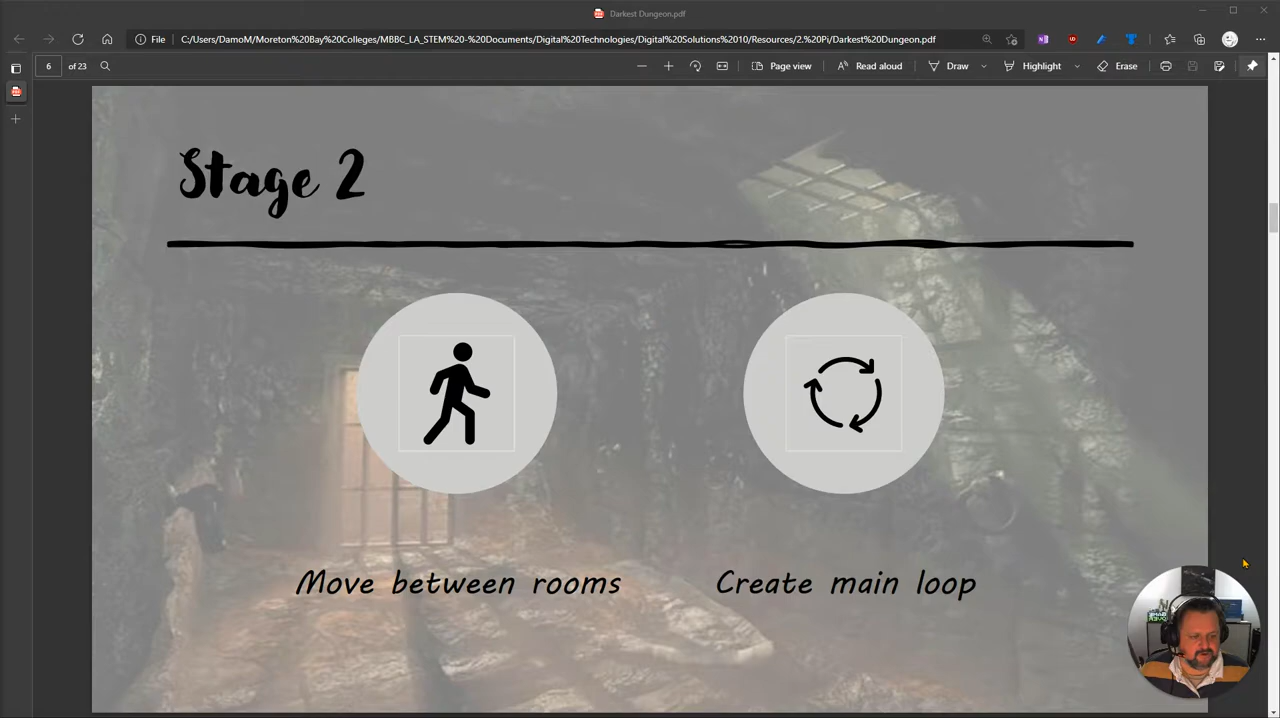 Darkest Dungeon.pdf
File
C:/Users/DamoM/Moreton%20Bay%20Colleges/MBBC_LA_STEM%20-%20Documents/Digital%20Technologies/Digital%20Solutions%2010/Resources/2.%20Pi/Darkest%20Dungeon.pdf
6 of 23
Page view
Read aloud
Draw
Highlight
Erase
Stage 2
Move between rooms
Create main loop